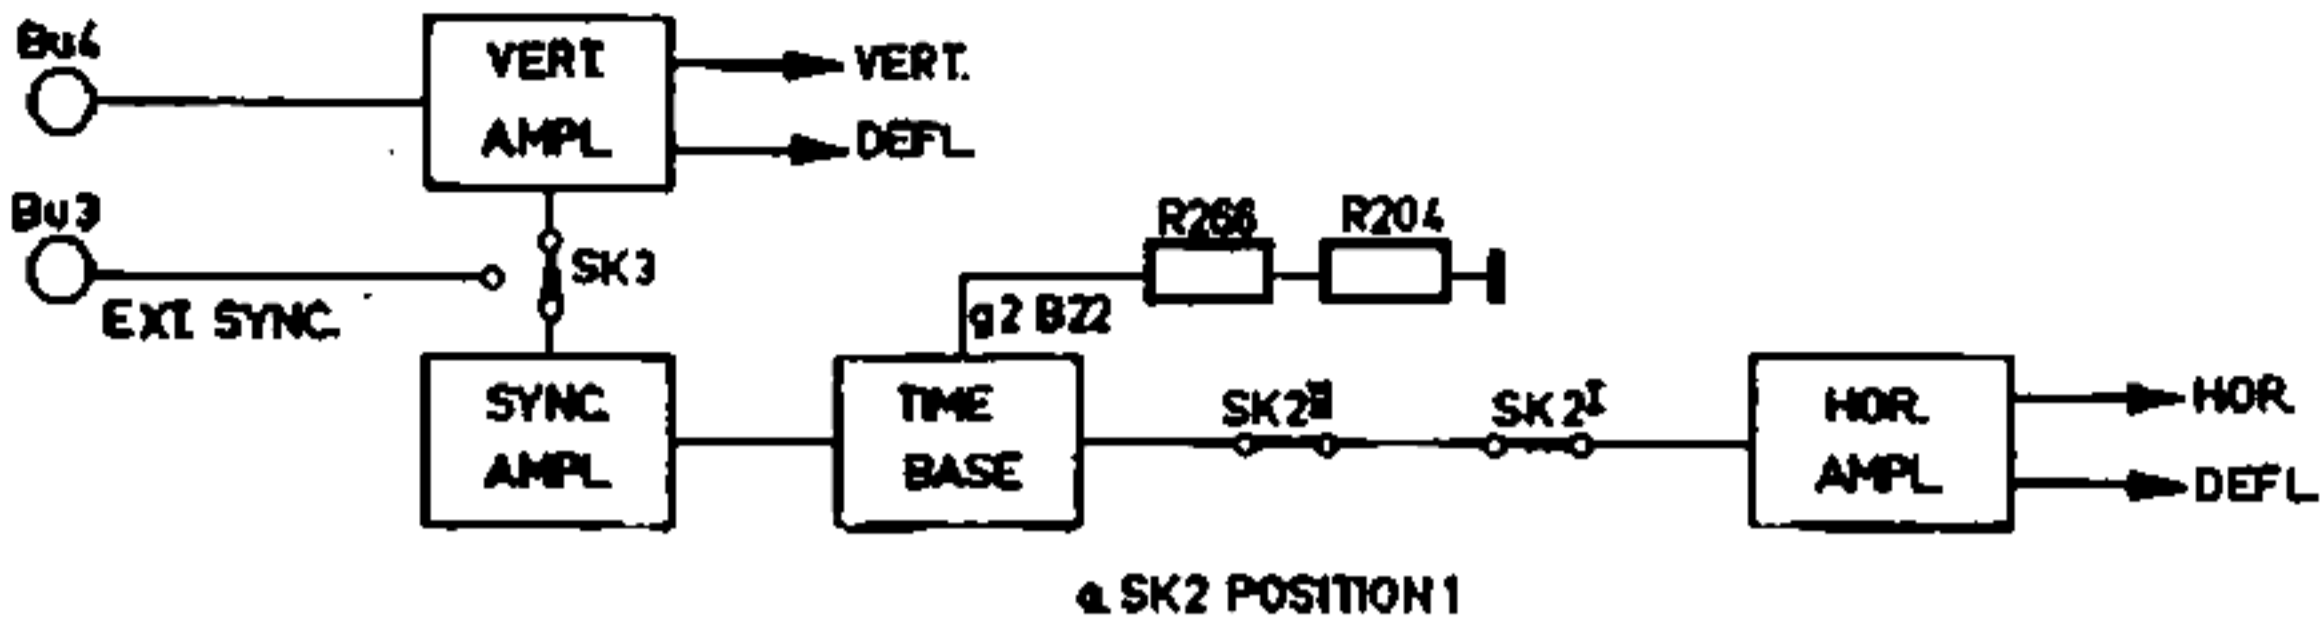 Bu4
VERT.
AMPL.
VERT.
DEFL.
Bu3
EXT. SYNC.
SK3
R266
R204
g2 B22
SYNC.
AMPL.
TIME
BASE
SK2
SK2 I
HOR.
AMPL.
HOR.
DEFL.
a. SK2 POSITION 1